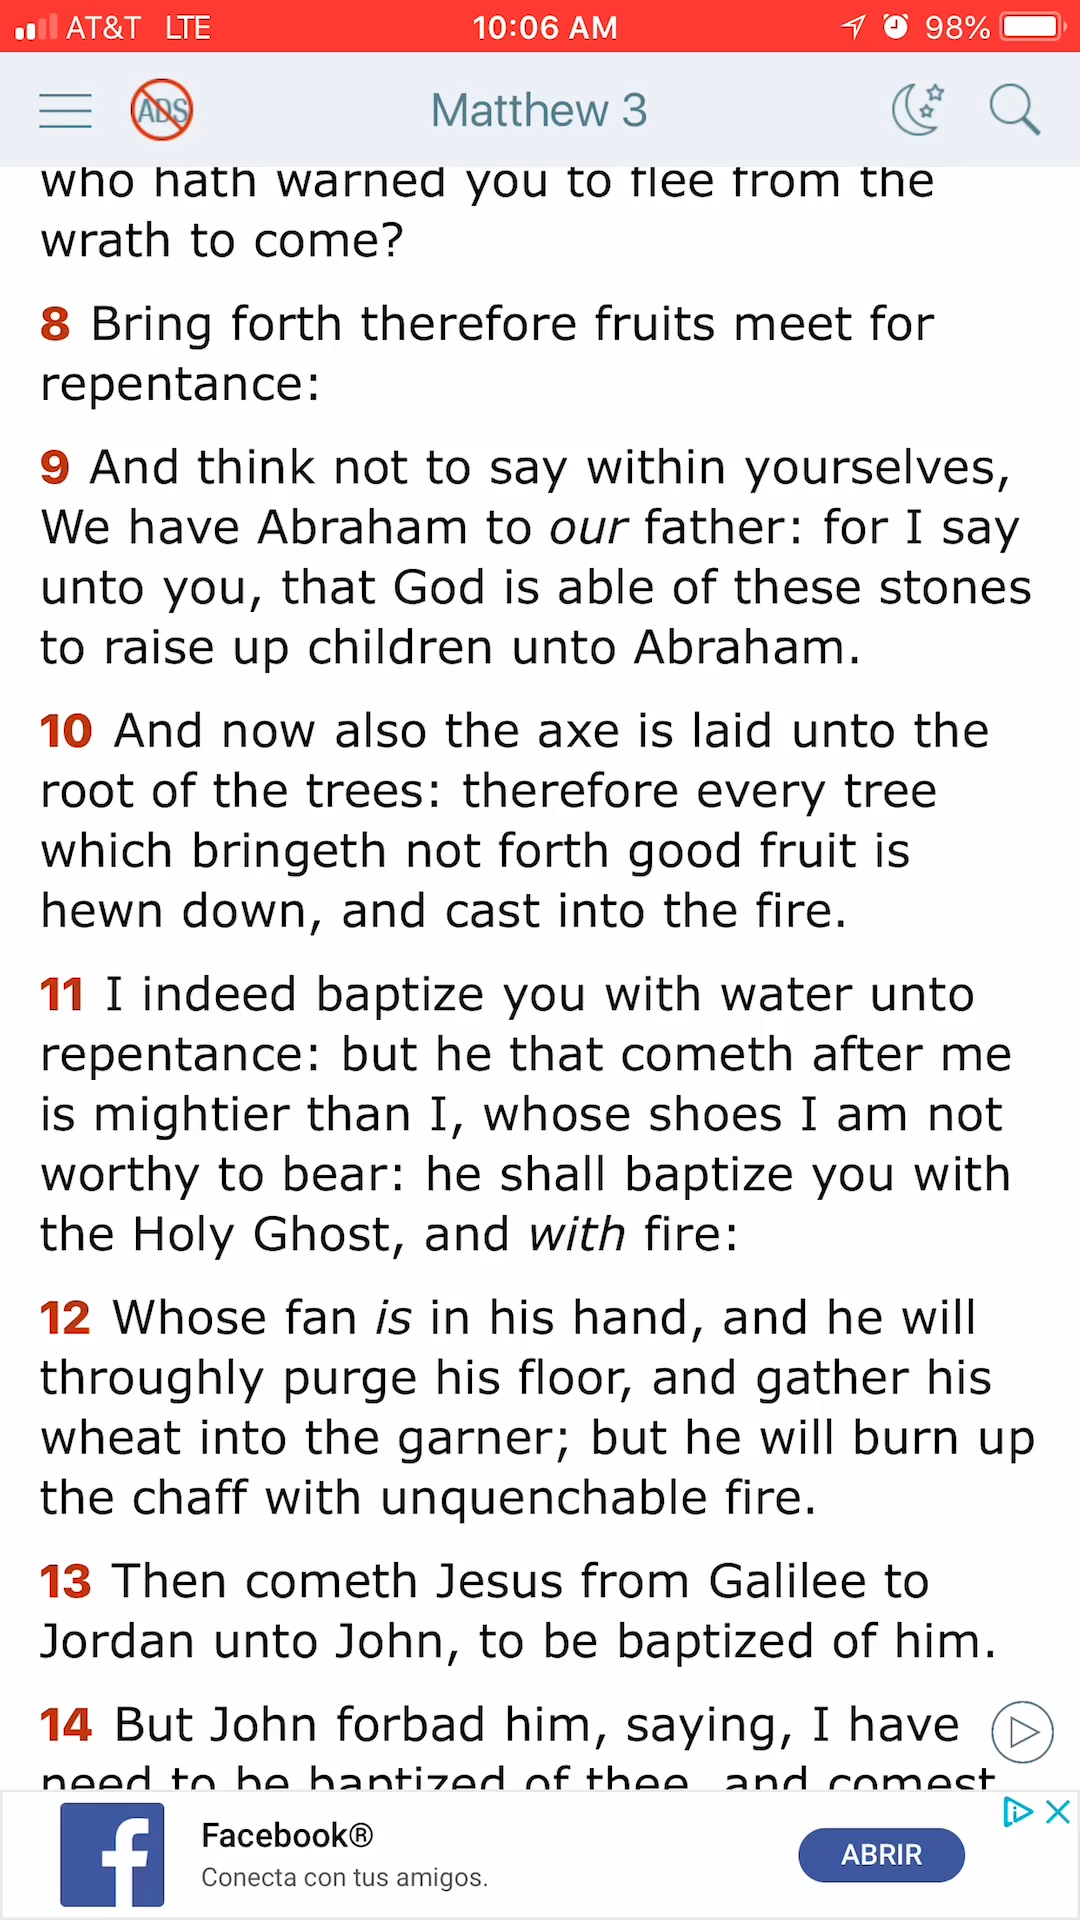 AT&T LTE 10:06 AM 98%
ADS Matthew 3
who hath warned you to flee from the
wrath to come?
8 Bring forth therefore fruits meet for
repentance:
9 And think not to say within yourselves,
We have Abraham to our father: for I say
unto you, that God is able of these stones
to raise up children unto Abraham.
10 And now also the axe is laid unto the
root of the trees: therefore every tree
which bringeth not forth good fruit is
hewn down, and cast into the fire.
11 I indeed baptize you with water unto
repentance: but he that cometh after me
is mightier than I, whose shoes I am not
worthy to bear: he shall baptize you with
the Holy Ghost, and with fire:
12 Whose fan is in his hand, and he will
throughly purge his floor, and gather his
wheat into the garner; but he will burn up
the chaff with unquenchable fire.
13 Then cometh Jesus from Galilee to
Jordan unto John, to be baptized of him.
14 But John forbad him, saying, I have
need to be baptized of thee, and comest
Facebook®
Conecta con tus amigos.
ABRIR